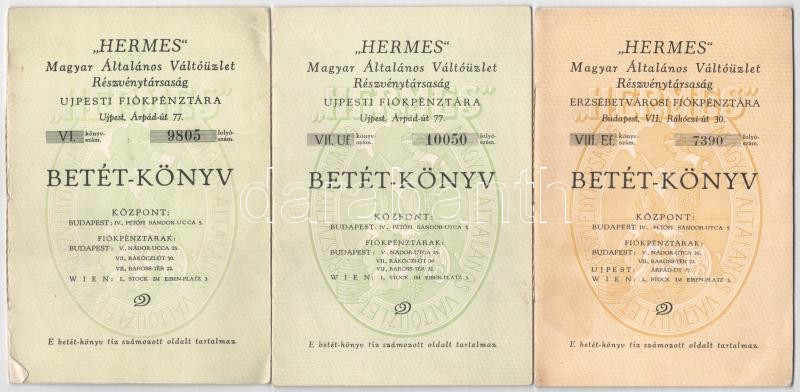 „HERMES"
Magyar Általános Váltóüzlet
Részvénytársaság
UJPESTI FIÓKPÉNZTÁRA
Ujpest, Árpád-út 77.
VI. könyv-szám. 9805 folyó-szám.
BETÉT-KÖNYV
KÖZPONT:
BUDAPEST: IV., PETŐFI SÁNDOR-UCCA 5.
FIÓKPÉNZTÁRAK:
BUDAPEST: V., NÁDOR-UCCA 25.
VII., RÁKÓCZI-ÚT 30.
VIII., BAROSS-TÉR 22.
WIEN: I., STOCK IM EISEN-PLATZ 3.
E betét-könyv tíz számozott oldalt tartalmaz.
„HERMES"
Magyar Általános Váltóüzlet
Részvénytársaság
UJPESTI FIÓKPÉNZTÁRA
Ujpest, Árpád-út 77.
VII. Uf. könyv-szám. 10050 folyó-szám.
BETÉT-KÖNYV
KÖZPONT:
BUDAPEST IV., PETŐFI SÁNDOR-UTCA 5.
FIÓKPÉNZTÁRAK:
BUDAPEST: V., NÁDOR-UTCA 25.
VII., RÁKÓCZI-ÚT 30.
VIII., BAROSS-TÉR 22.
WIEN: I., STOCK IM EISEN-PLATZ 3.
E betét-könyv tíz számozott oldalt tartalmaz.
„HERMES"
Magyar Általános Váltóüzlet
Részvénytársaság
ERZSÉBETVÁROSI FIÓKPÉNZTÁRA
Budapest, VII. Rákóczi-út 30.
VIII. Ef. könyv-szám. 7390 folyó-szám.
BETÉT-KÖNYV
KÖZPONT:
BUDAPEST IV., PETŐFI SÁNDOR-UTCA 5.
FIÓKPÉNZTÁRAK:
BUDAPEST: V., NÁDOR-UTCA 25.
VIII., BAROSS-TÉR 22.
UJPEST: ÁRPÁD-ÚT 77.
WIEN: I., STOCK IM EISEN-PLATZ 3.
E betét-könyv tíz számozott oldalt tartalmaz.
darabanth